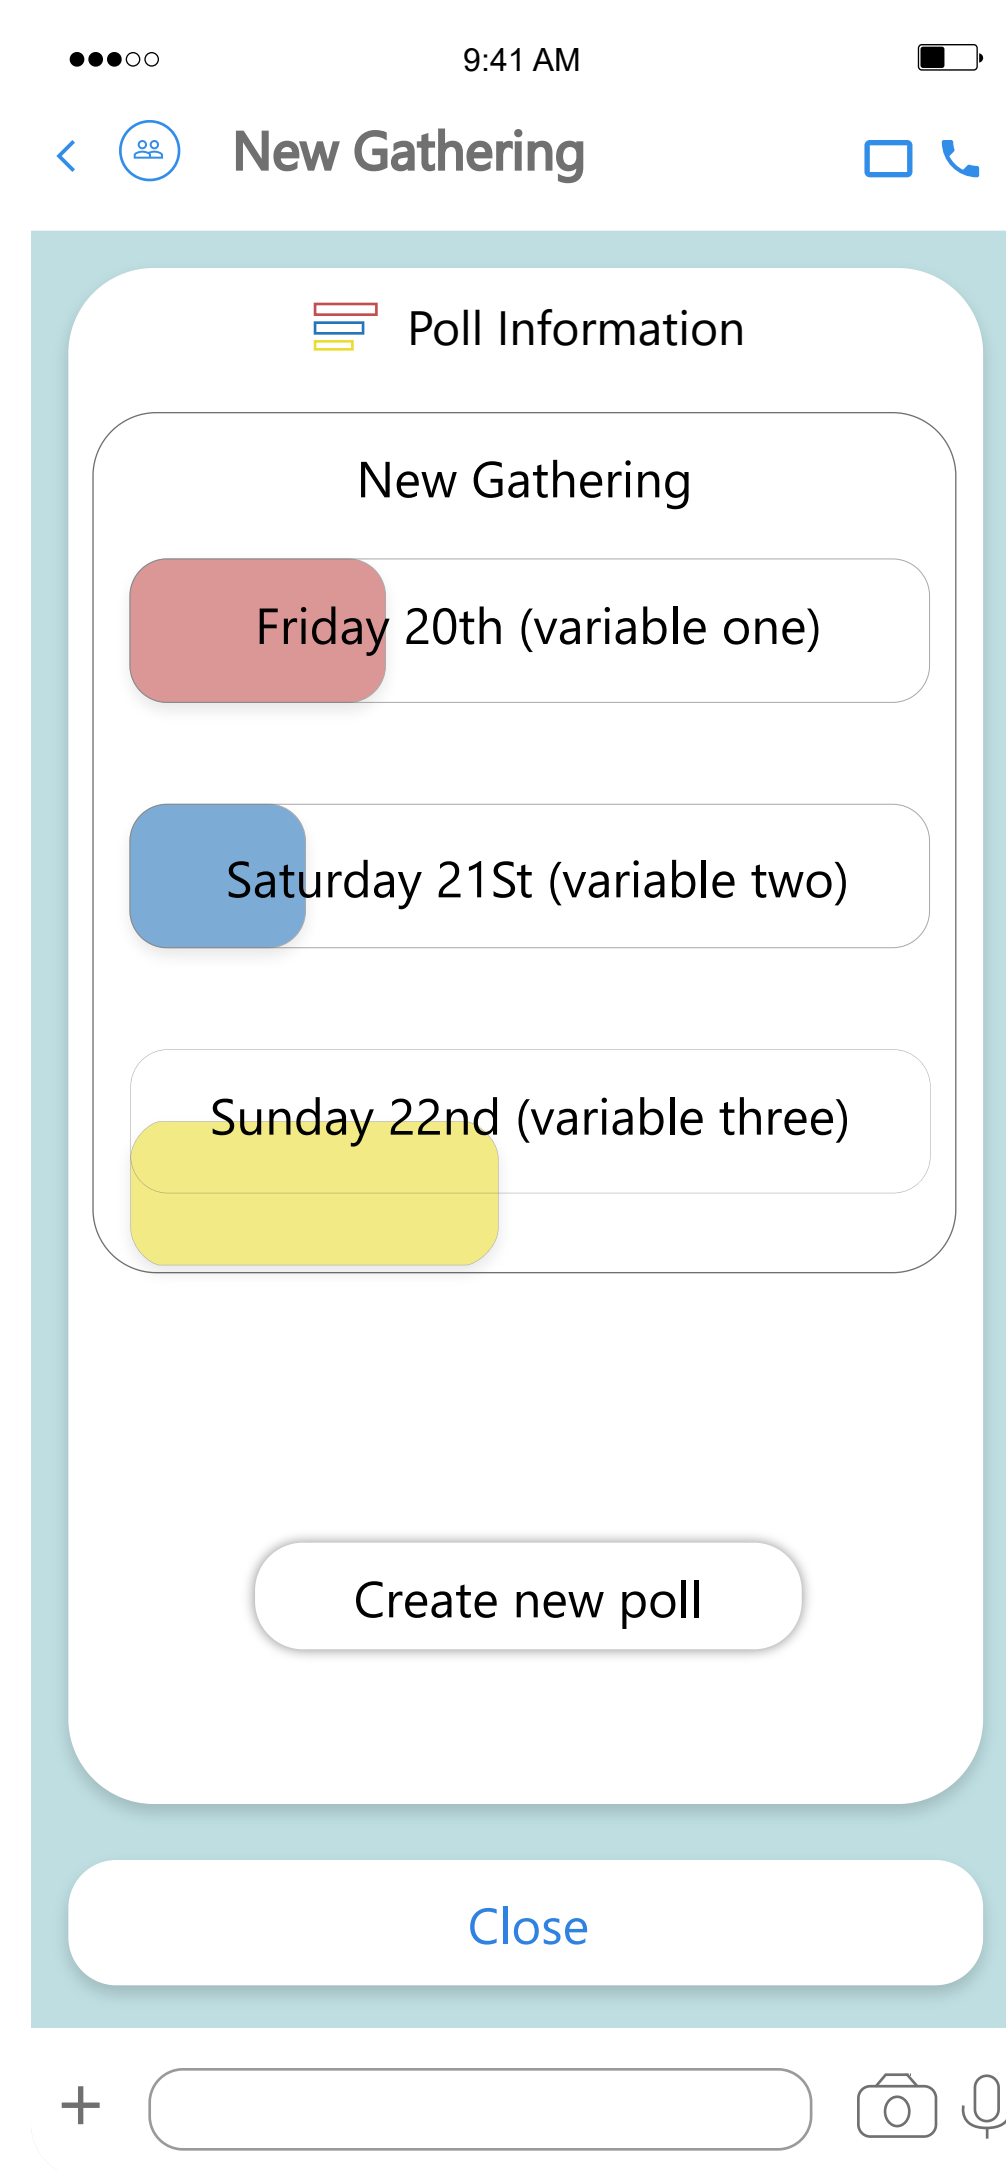 9:41 AM
New Gathering
Poll Information
New Gathering
Friday 20th (variable one)
Saturday 21St (variable two)
Sunday 22nd (variable three)
Create new poll
Close